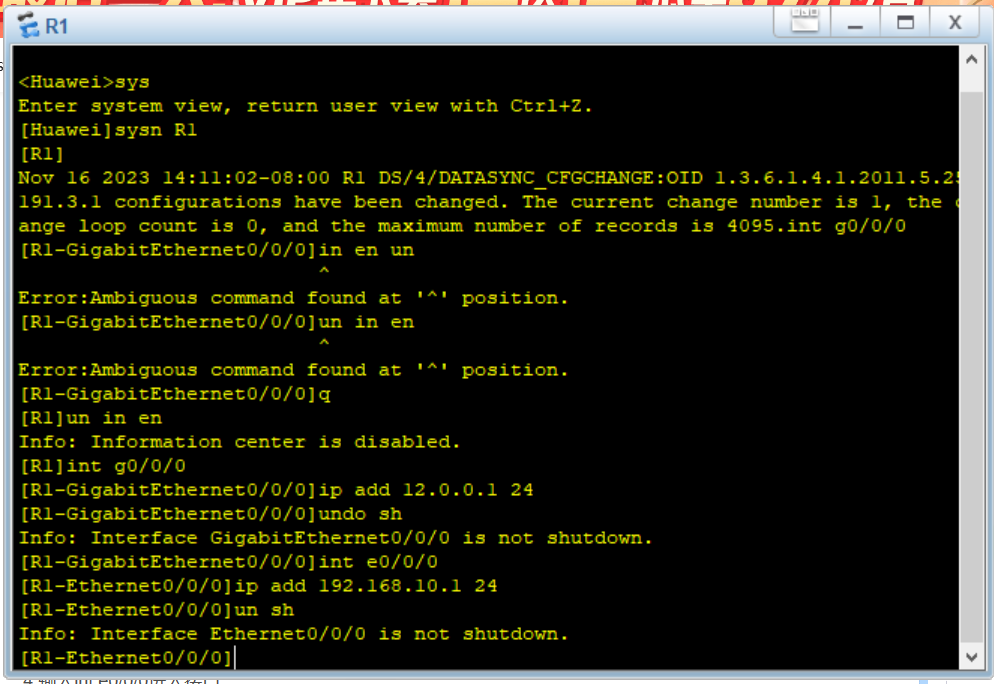 R1
<Huawei>sys
Enter system view, return user view with Ctrl+Z.
[Huawei]sysn R1
[R1]
Nov 16 2023 14:11:02-08:00 R1 DS/4/DATASYNC_CFGCHANGE:OID 1.3.6.1.4.1.2011.5.25
191.3.1 configurations have been changed. The current change number is 1, the
ange loop count is 0, and the maximum number of records is 4095.int g0/0/0
[R1-GigabitEthernet0/0/0]in en un
^
Error:Ambiguous command found at '^' position.
[R1-GigabitEthernet0/0/0]un in en
^
Error:Ambiguous command found at '^' position.
[R1-GigabitEthernet0/0/0]q
[R1]un in en
Info: Information center is disabled.
[R1]int g0/0/0
[R1-GigabitEthernet0/0/0]ip add 12.0.0.1 24
[R1-GigabitEthernet0/0/0]undo sh
Info: Interface GigabitEthernet0/0/0 is not shutdown.
[R1-GigabitEthernet0/0/0]int e0/0/0
[R1-Ethernet0/0/0]ip add 192.168.10.1 24
[R1-Ethernet0/0/0]un sh
Info: Interface Ethernet0/0/0 is not shutdown.
[R1-Ethernet0/0/0]